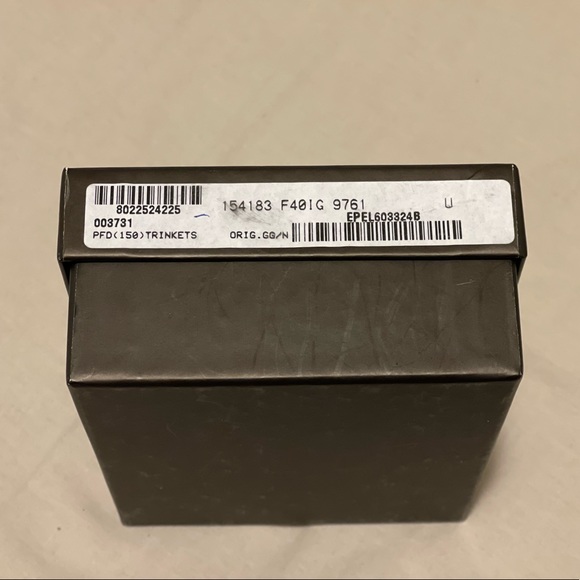 8022524225
154183 F40IG 9761 U
003731
EPEL603324B
PFD(150)TRINKETS ORIG.GG/N